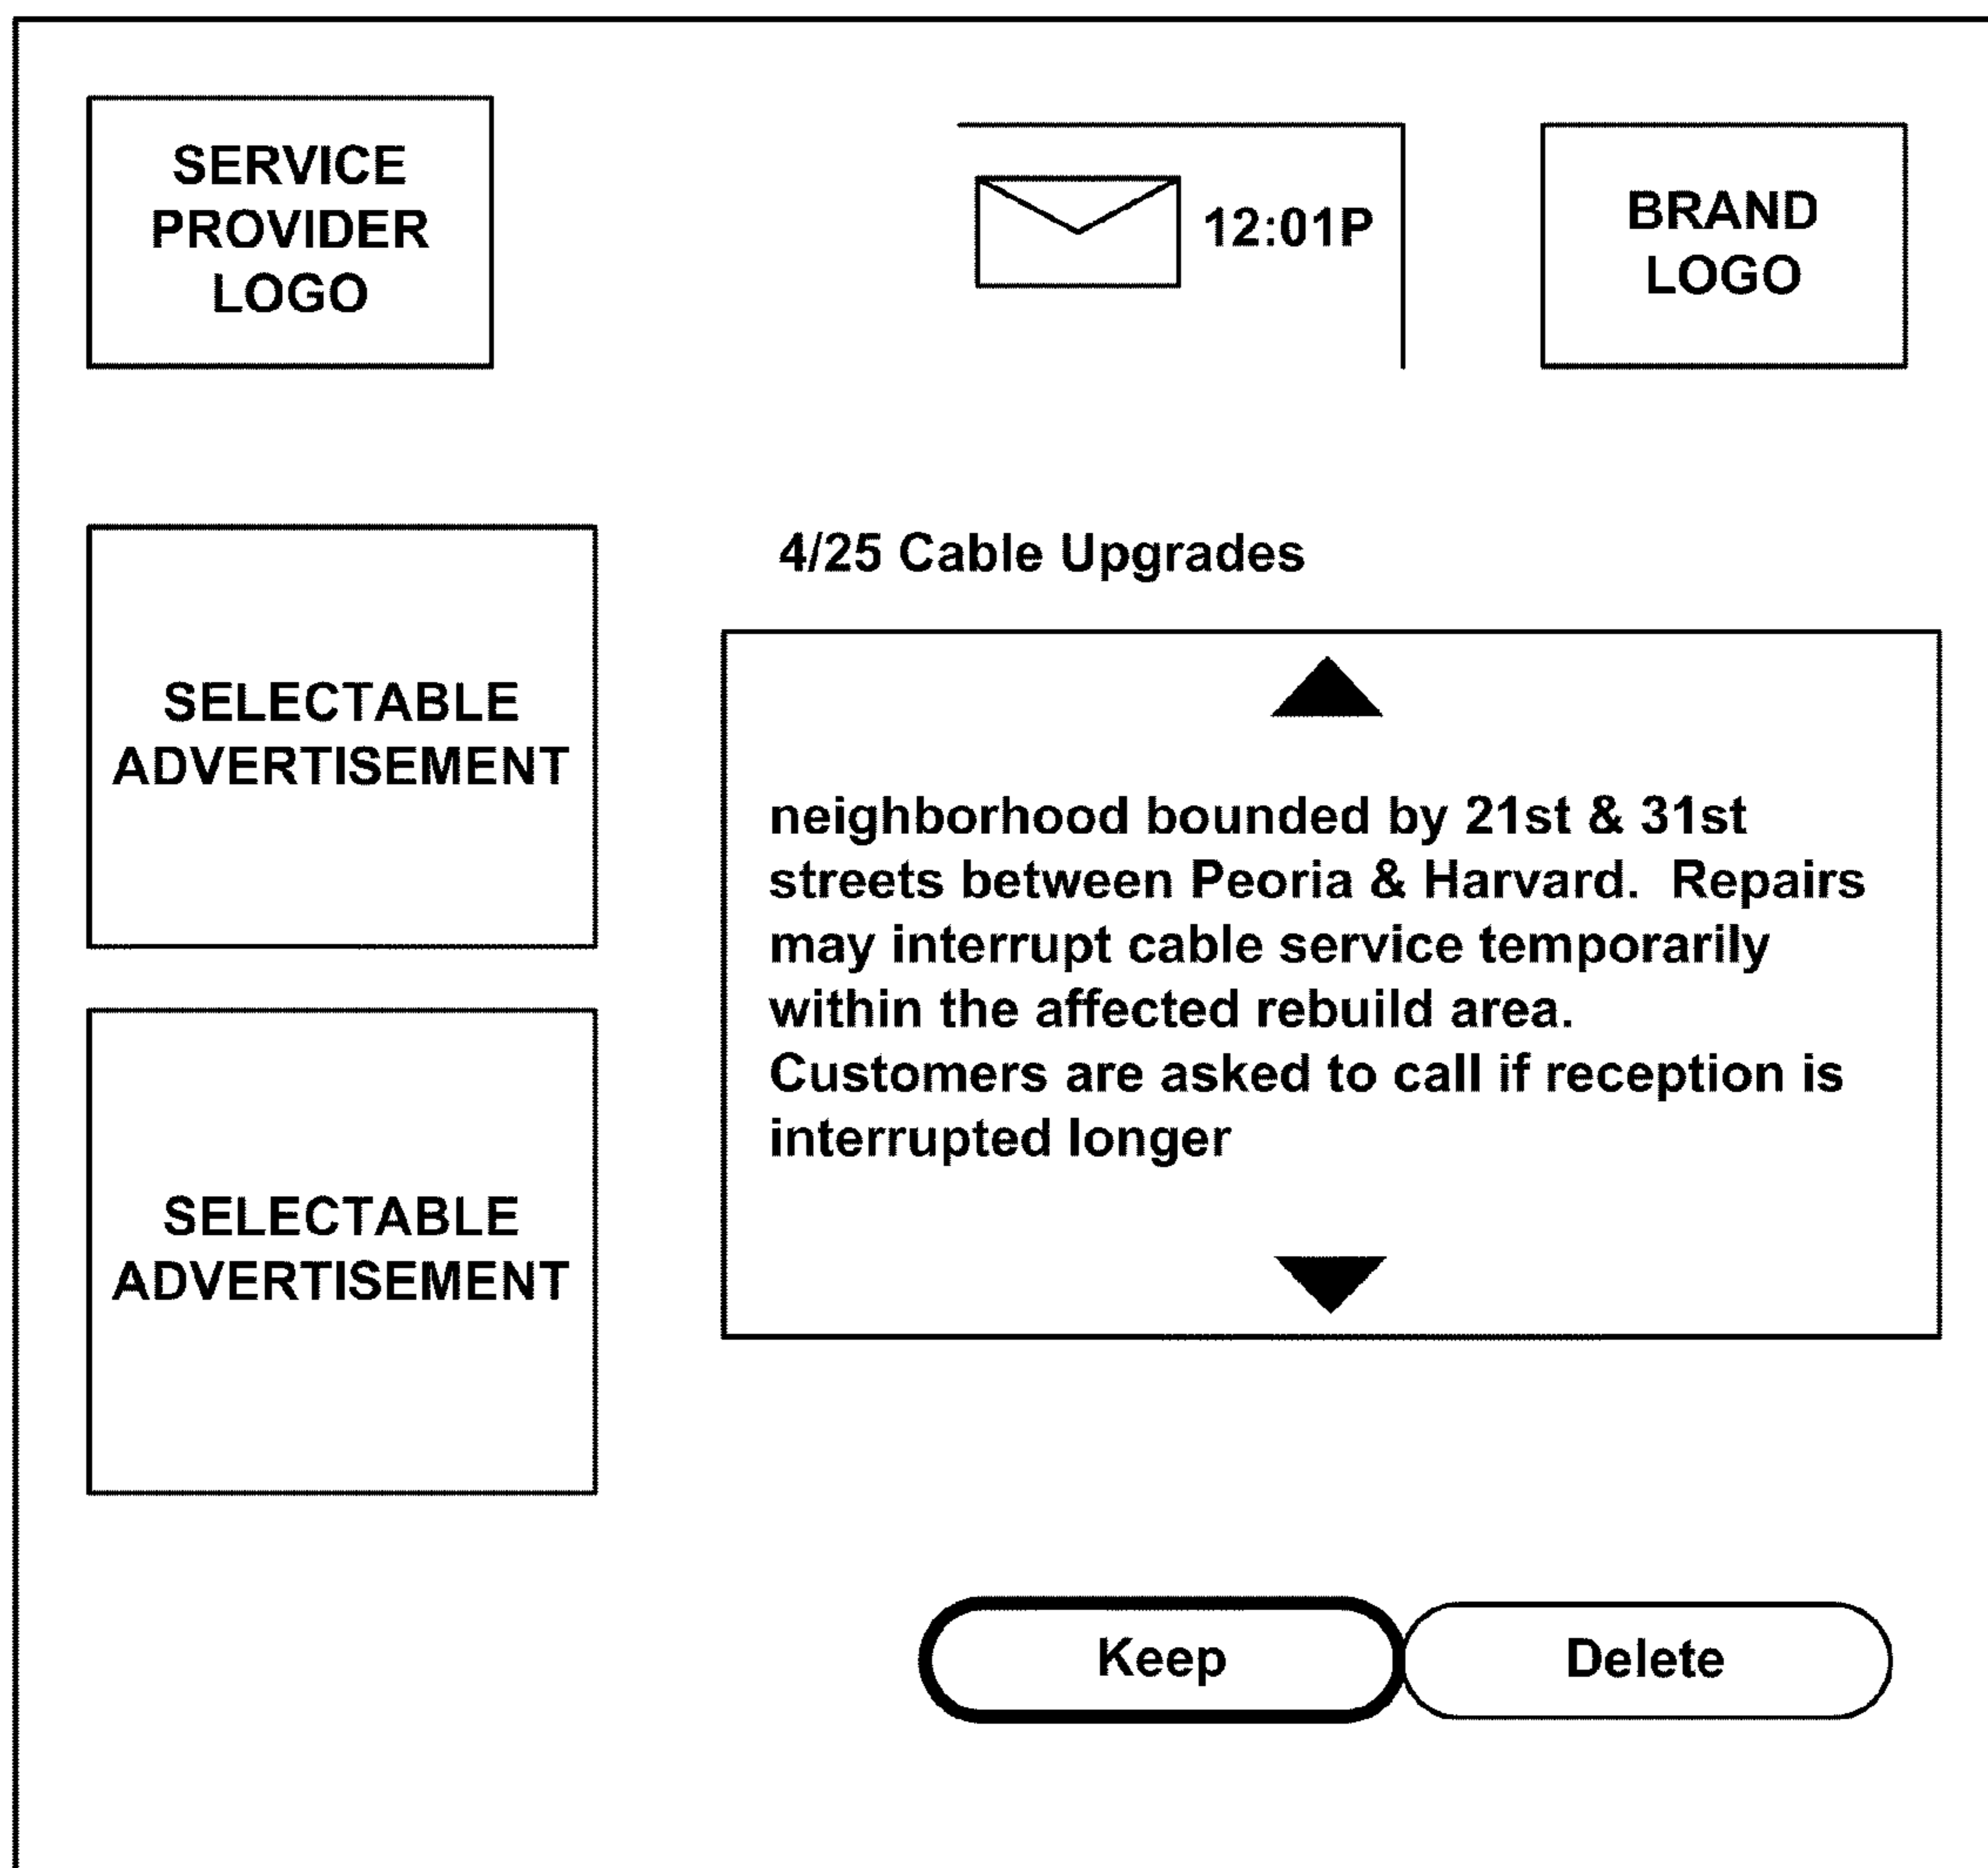 SERVICE
PROVIDER
LOGO
12:01P
BRAND
LOGO
SELECTABLE
ADVERTISEMENT
SELECTABLE
ADVERTISEMENT
4/25 Cable Upgrades
neighborhood bounded by 21st & 31st
streets between Peoria & Harvard.  Repairs
may interrupt cable service temporarily
within the affected rebuild area.
Customers are asked to call if reception is
interrupted longer
Keep
Delete